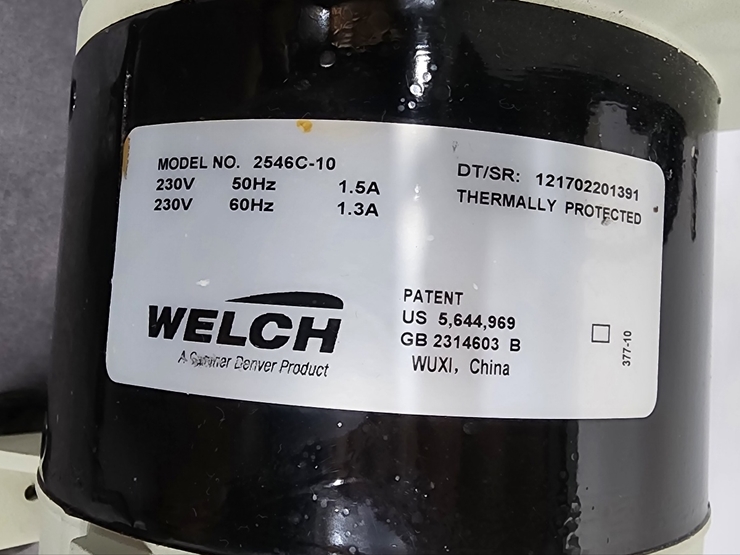 MODEL NO. 2546C-10
230V 50Hz 1.5A
230V 60Hz 1.3A
DT/SR: 121702201391
THERMALLY PROTECTED
WELCH
A Gardner Denver Product
PATENT
US 5,644,969
GB 2314603 B
WUXI, China
377-10